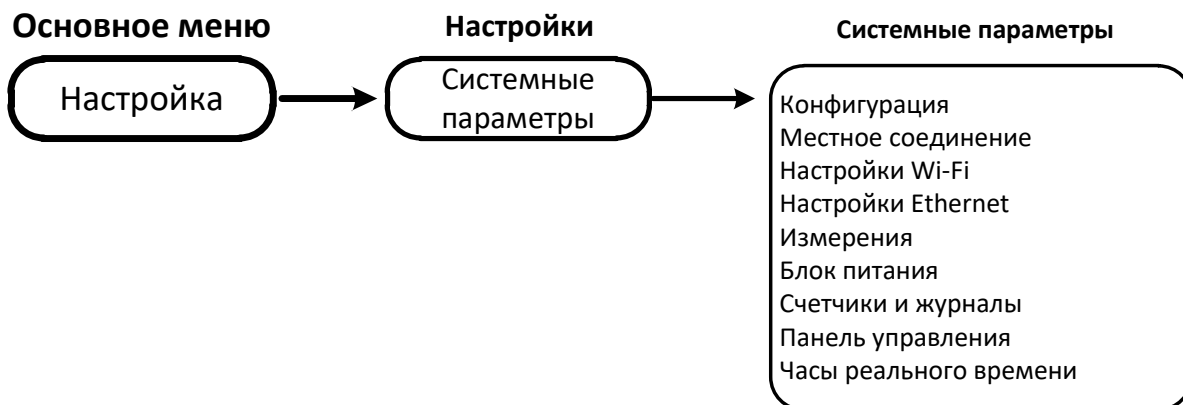 Основное меню
Настройка
Настройки
Системные
параметры
Системные параметры
Конфигурация
Местное соединение
Настройки Wi-Fi
Настройки Ethernet
Измерения
Блок питания
Счетчики и журналы
Панель управления
Часы реального времени